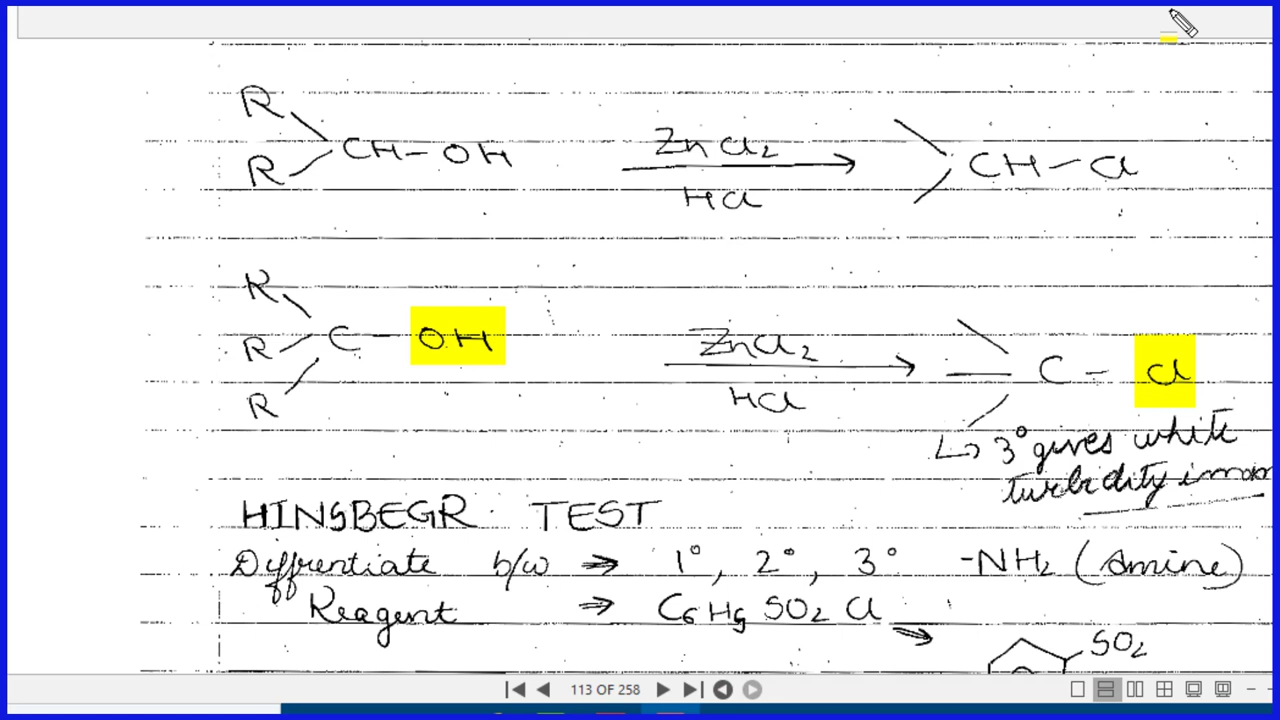 R
R
CH-OH
ZnCl2
HCl
CH-Cl
R
R
R
C-OH
ZnCl2
HCl
C-Cl
↳ 3° gives white
turbidity
HINSBEGR TEST
Diffrentiate b/w ⇒ 1°, 2°, 3° -NH2 (Amine)
Reagent ⇒ C6H5SO2Cl ⇒
SO2
113 OF 258